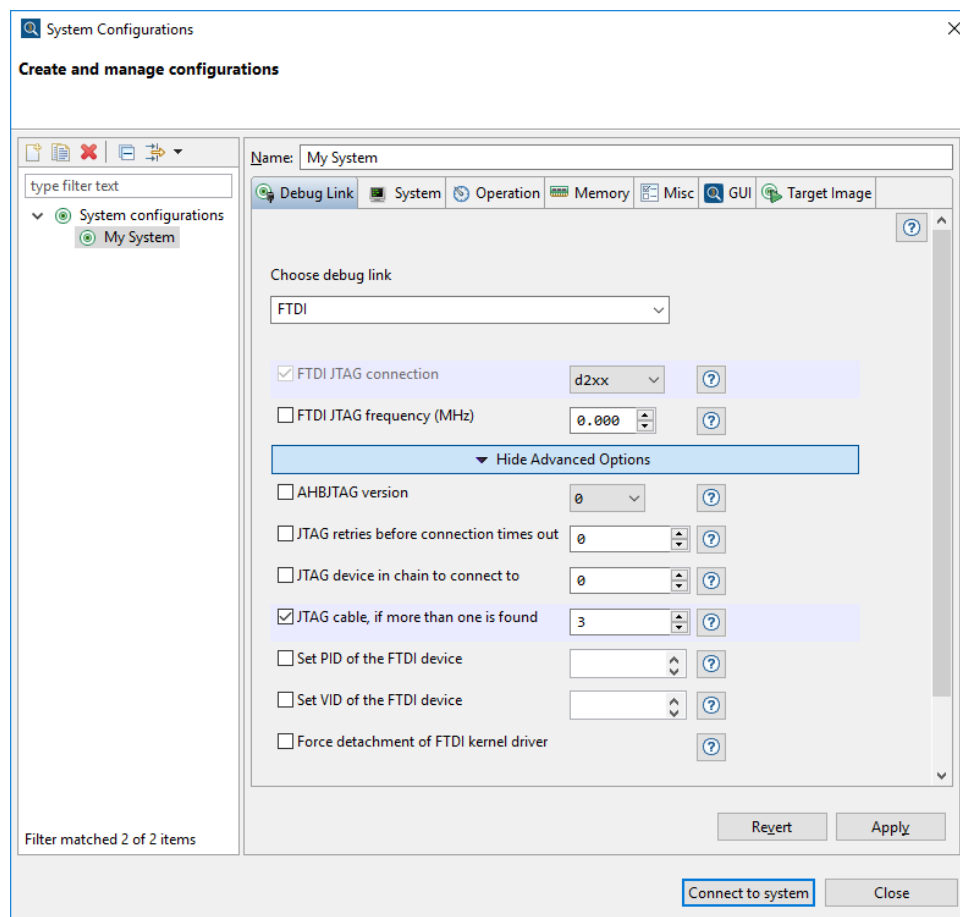 System Configurations
Create and manage configurations
type filter text
System configurations
My System
Filter matched 2 of 2 items
Name: My System
Debug Link System Operation Memory Misc GUI Target Image
Choose debug link
FTDI
FTDI JTAG connection d2xx
FTDI JTAG frequency (MHz) 0.000
Hide Advanced Options
AHBJTAG version 0
JTAG retries before connection times out 0
JTAG device in chain to connect to 0
JTAG cable, if more than one is found 3
Set PID of the FTDI device
Set VID of the FTDI device
Force detachment of FTDI kernel driver
Revert Apply
Connect to system Close